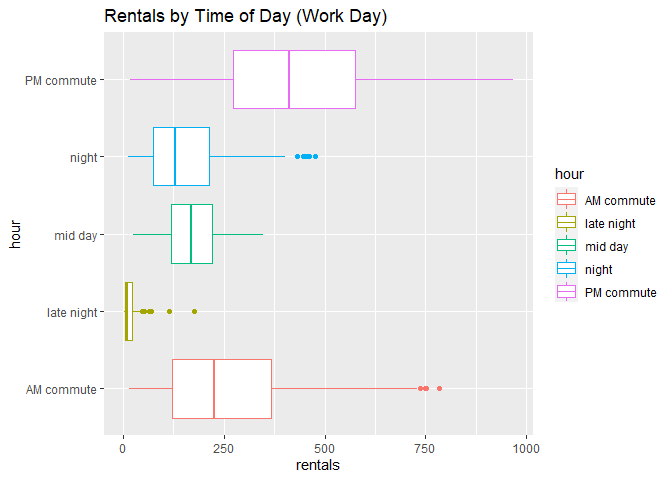 Rentals by Time of Day (Work Day)
PM commute
night
mid day
late night
AM commute
hour
0 250 500 750 1000
rentals
hour
AM commute
late night
mid day
night
PM commute